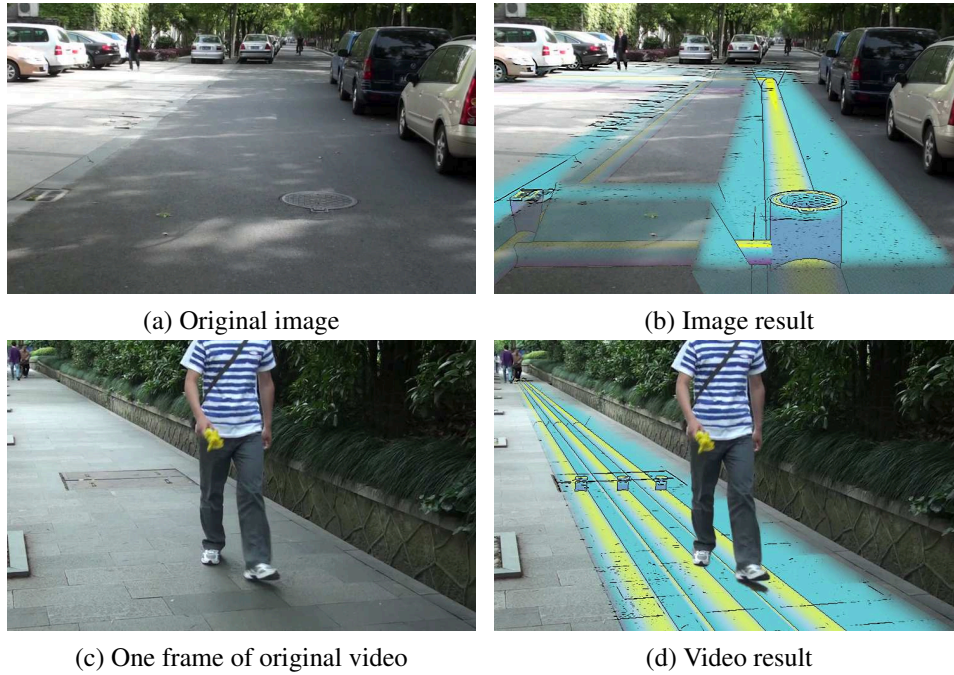 (a) Original image
(b) Image result
(c) One frame of original video
(d) Video result